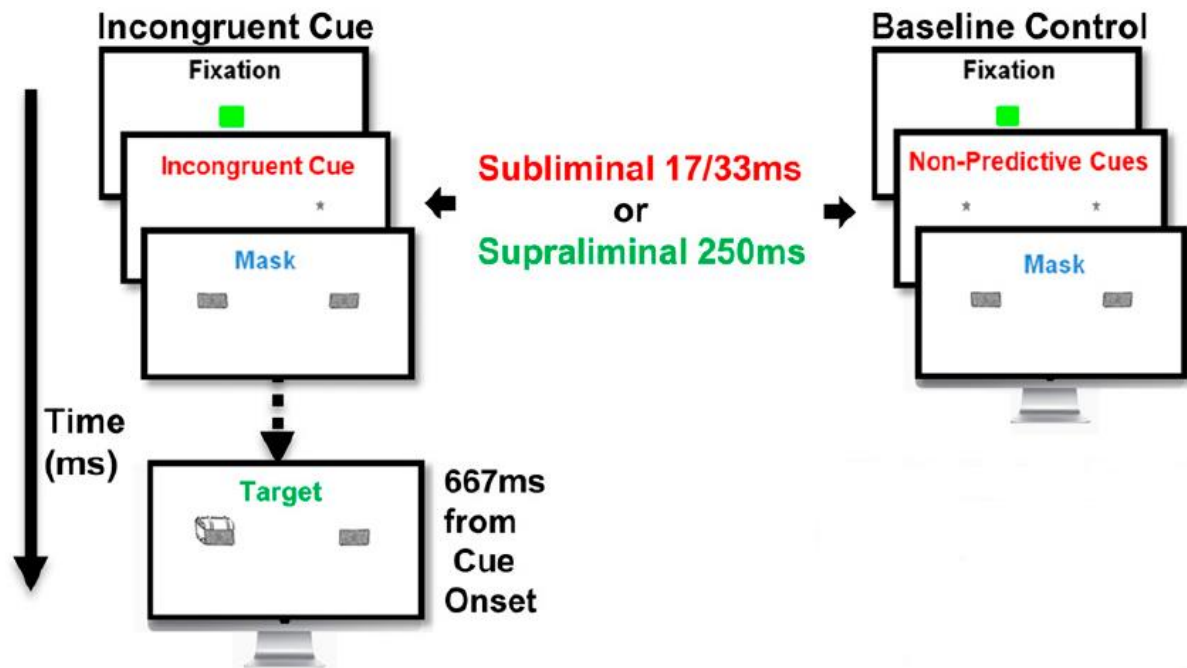 Incongruent Cue
Fixation
Incongruent Cue
Mask
Time
(ms)
Target
667ms
from
Cue
Onset
Subliminal 17/33ms
or
Supraliminal 250ms
Baseline Control
Fixation
Non-Predictive Cues
Mask